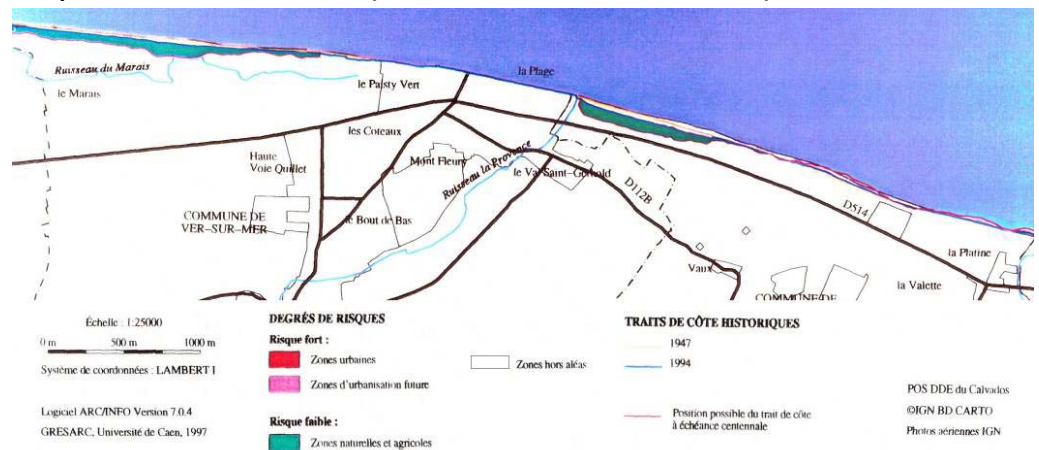 la Plage
Ruisseau du Marais
le Marais
le Paisty Vert
les Coteaux
Haute
Voie Quillet
Mont Fleury
Ruisseau la Provence
le Val Saint-Gerbold
D112B
D514
COMMUNE DE
VER-SUR-MER
le Bout de Bas
la Platine
Vaux
la Valette
COMMUNE DE
Échelle : 1:25000
0 m 500 m 1000 m
Système de coordonnées : LAMBERT I
Logiciel ARC/INFO Version 7.0.4
GRESARC, Université de Caen, 1997
DEGRÉS DE RISQUES
Risque fort :
Zones urbaines
Zones d'urbanisation future
Risque faible :
Zones naturelles et agricoles
Zones hors aléas
TRAITS DE CÔTE HISTORIQUES
1947
1994
Position possible du trait de côte
à échéance centennale
POS DDE du Calvados
©IGN BD CARTO
Photos aériennes IGN